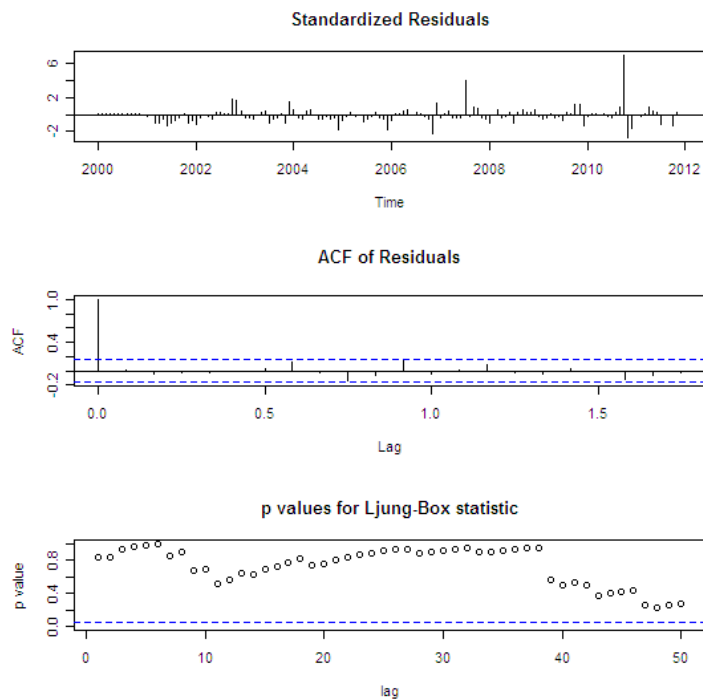 Standardized Residuals
6
2
-2
2000 2002 2004 2006 2008 2010 2012
Time
ACF of Residuals
ACF
1.0
0.4
-0.2
0.0 0.5 1.0 1.5
Lag
p values for Ljung-Box statistic
p value
0.8
0.4
0.0
0 10 20 30 40 50
lag